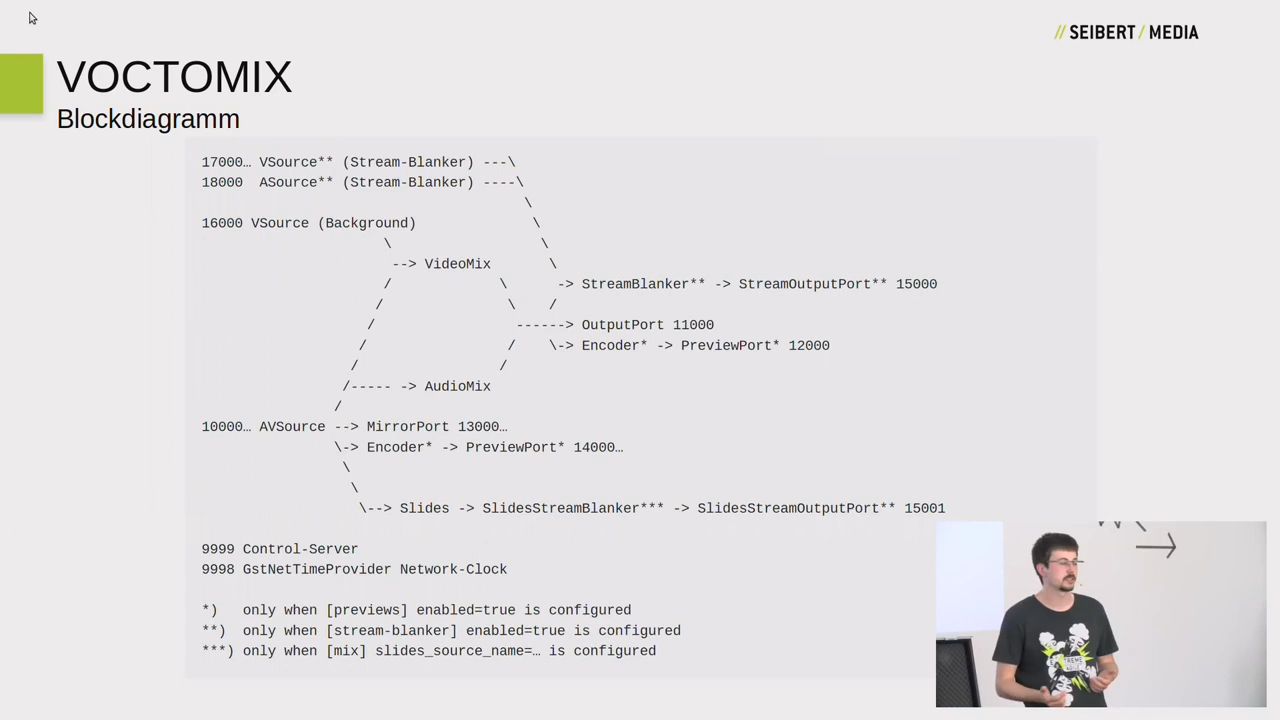 // SEIBERT / MEDIA
VOCTOMIX
Blockdiagramm
17000… VSource** (Stream-Blanker) ---\
18000  ASource** (Stream-Blanker) ----\
\
16000 VSource (Background)               \
\                   \
--> VideoMix        \
/             \      -> StreamBlanker** -> StreamOutputPort** 15000
/               \    /
/                 ------> OutputPort 11000
/                 /    \-> Encoder* -> PreviewPort* 12000
/                 /
/----- -> AudioMix
/
10000… AVSource --> MirrorPort 13000…
\-> Encoder* -> PreviewPort* 14000…
\
\
\--> Slides -> SlidesStreamBlanker*** -> SlidesStreamOutputPort** 15001
9999 Control-Server
9998 GstNetTimeProvider Network-Clock
*)   only when [previews] enabled=true is configured
**)  only when [stream-blanker] enabled=true is configured
***) only when [mix] slides_source_name=… is configured